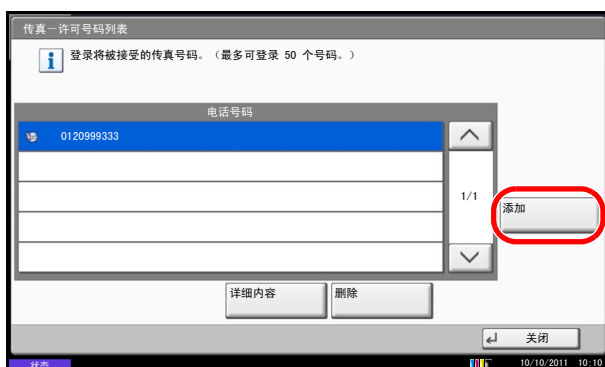 传真－许可号码列表
登录将被接受的传真号码。（最多可登录 50 个号码。）
电话号码
0120999333
1/1
添加
详细内容
删除
关闭
状态
10/10/2011 10:10